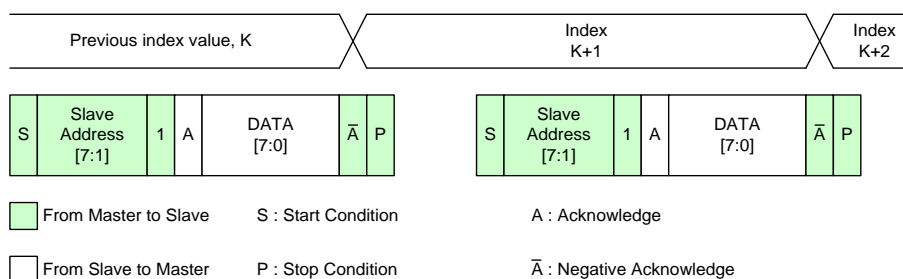 Previous index value, K
Index
K+1
Index
K+2
S
Slave
Address
[7:1]
1
A
DATA
[7:0]
A̅
P
S
Slave
Address
[7:1]
1
A
DATA
[7:0]
A̅
P
From Master to Slave
S : Start Condition
A : Acknowledge
From Slave to Master
P : Stop Condition
A̅ : Negative Acknowledge